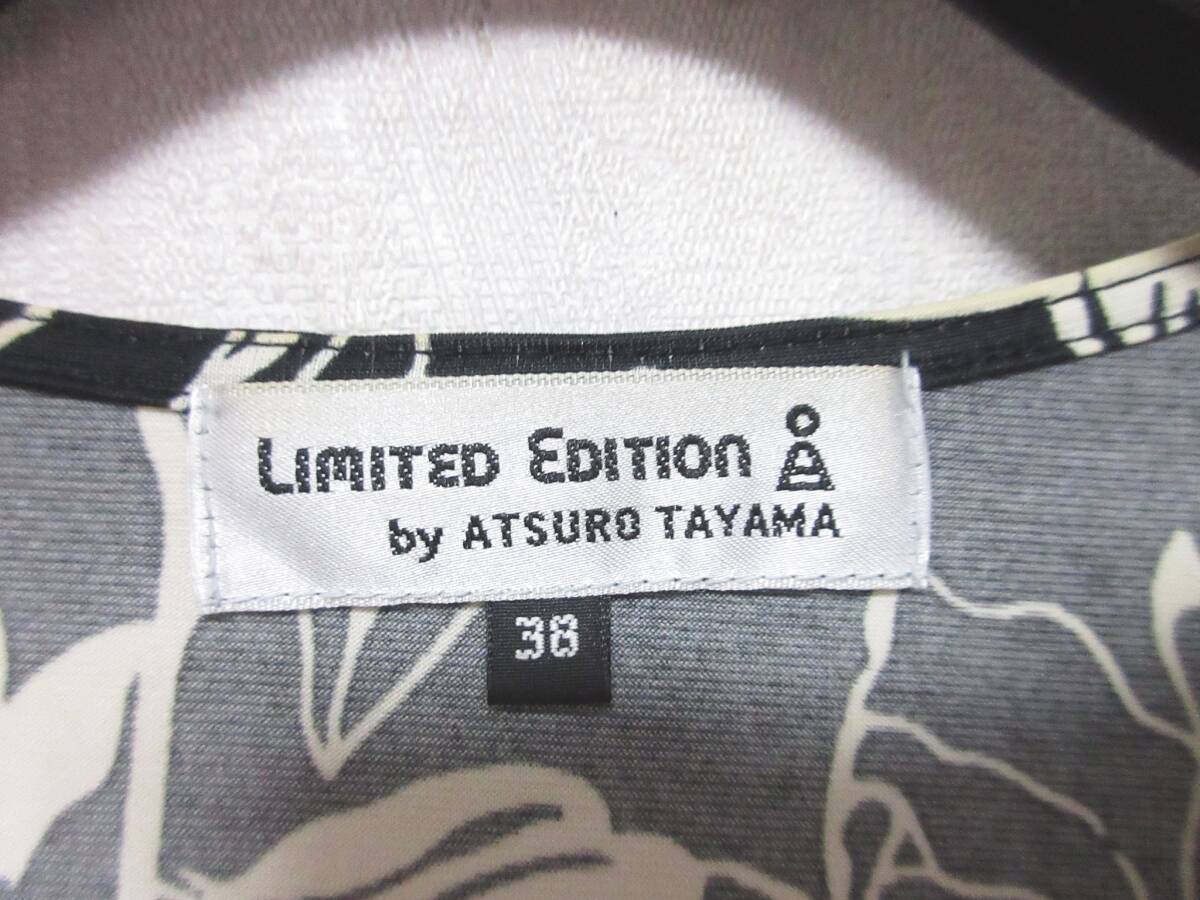 LIMITED EDITION
by ATSURO TAYAMA
38